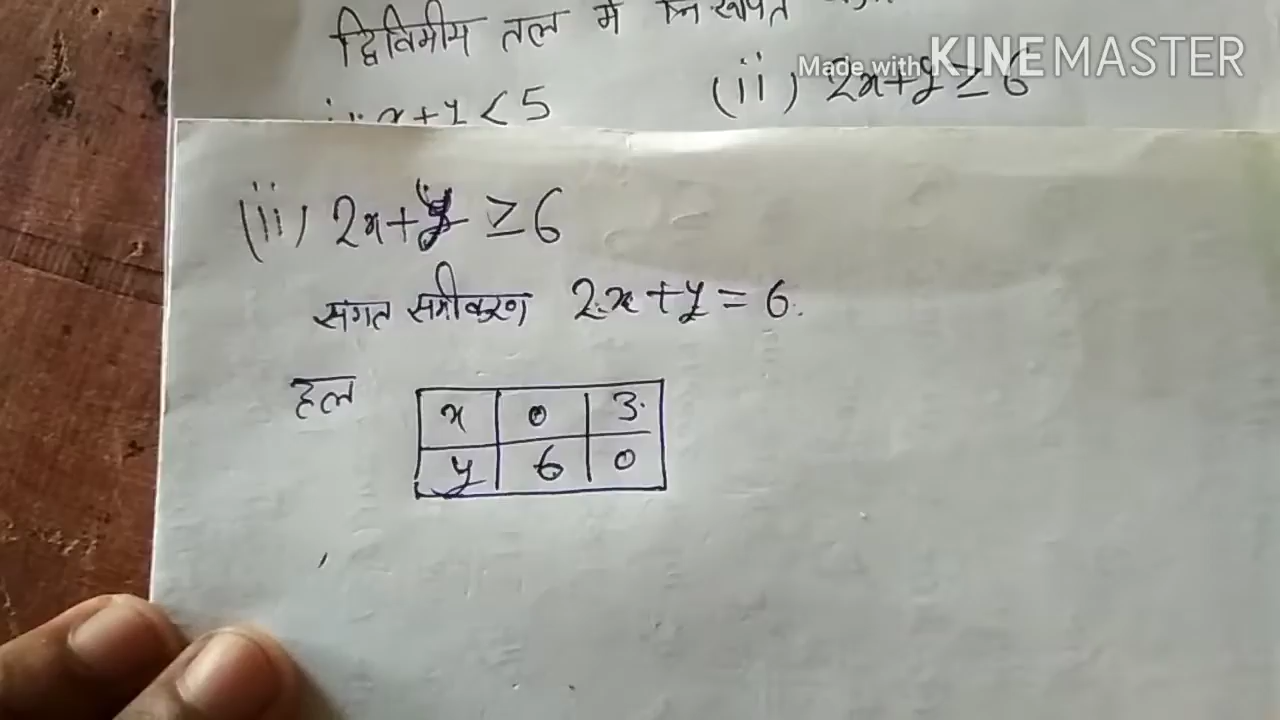 द्विविमीय तल में निरूपित
Made with KINEMASTER
x+y < 5 (ii) 2x+y ≥ 6
(ii) 2x+y ≥ 6
संगत समीकरण 2x+y = 6.
हल
x 0 3
y 6 0